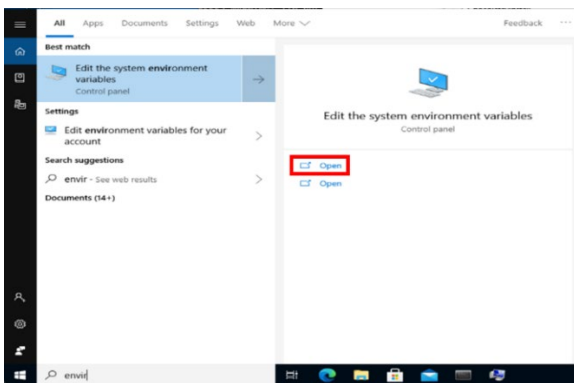 All Apps Documents Settings Web More Feedback ...
Best match
Edit the system environment
variables
Control panel
Settings
Edit environment variables for your
account
Search suggestions
envir - See web results
Documents (14+)
Edit the system environment variables
Control panel
Open
Open
envir